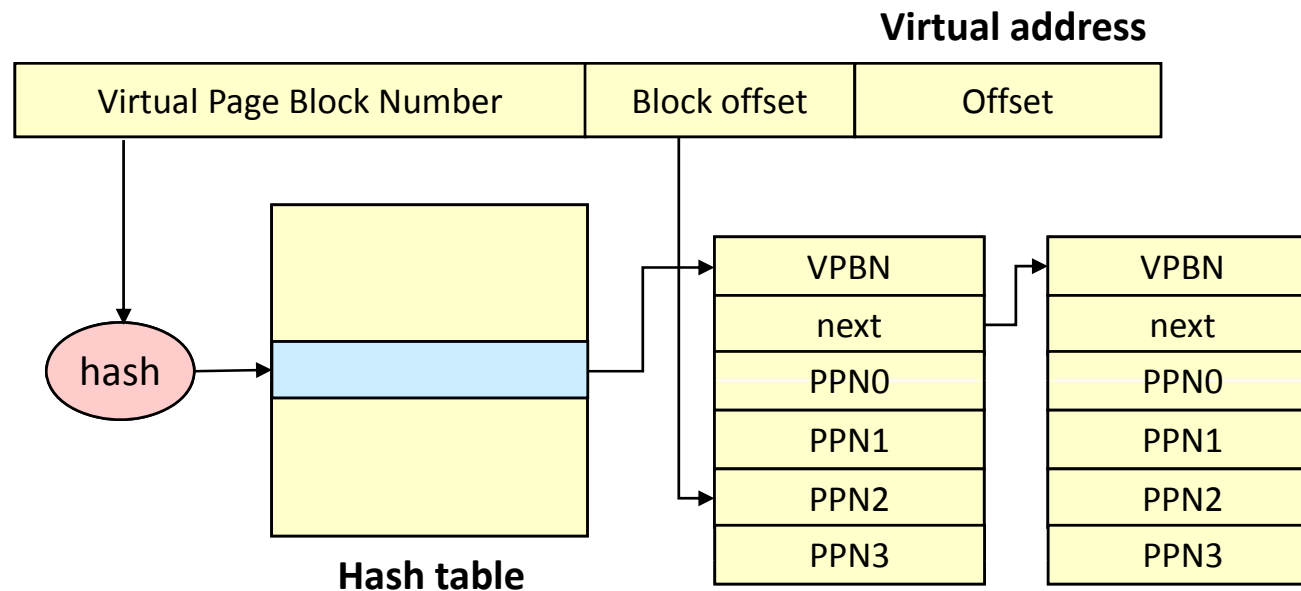 Virtual address
Virtual Page Block Number
Block offset
Offset
hash
Hash table
VPBN
next
PPN0
PPN1
PPN2
PPN3
VPBN
next
PPN0
PPN1
PPN2
PPN3